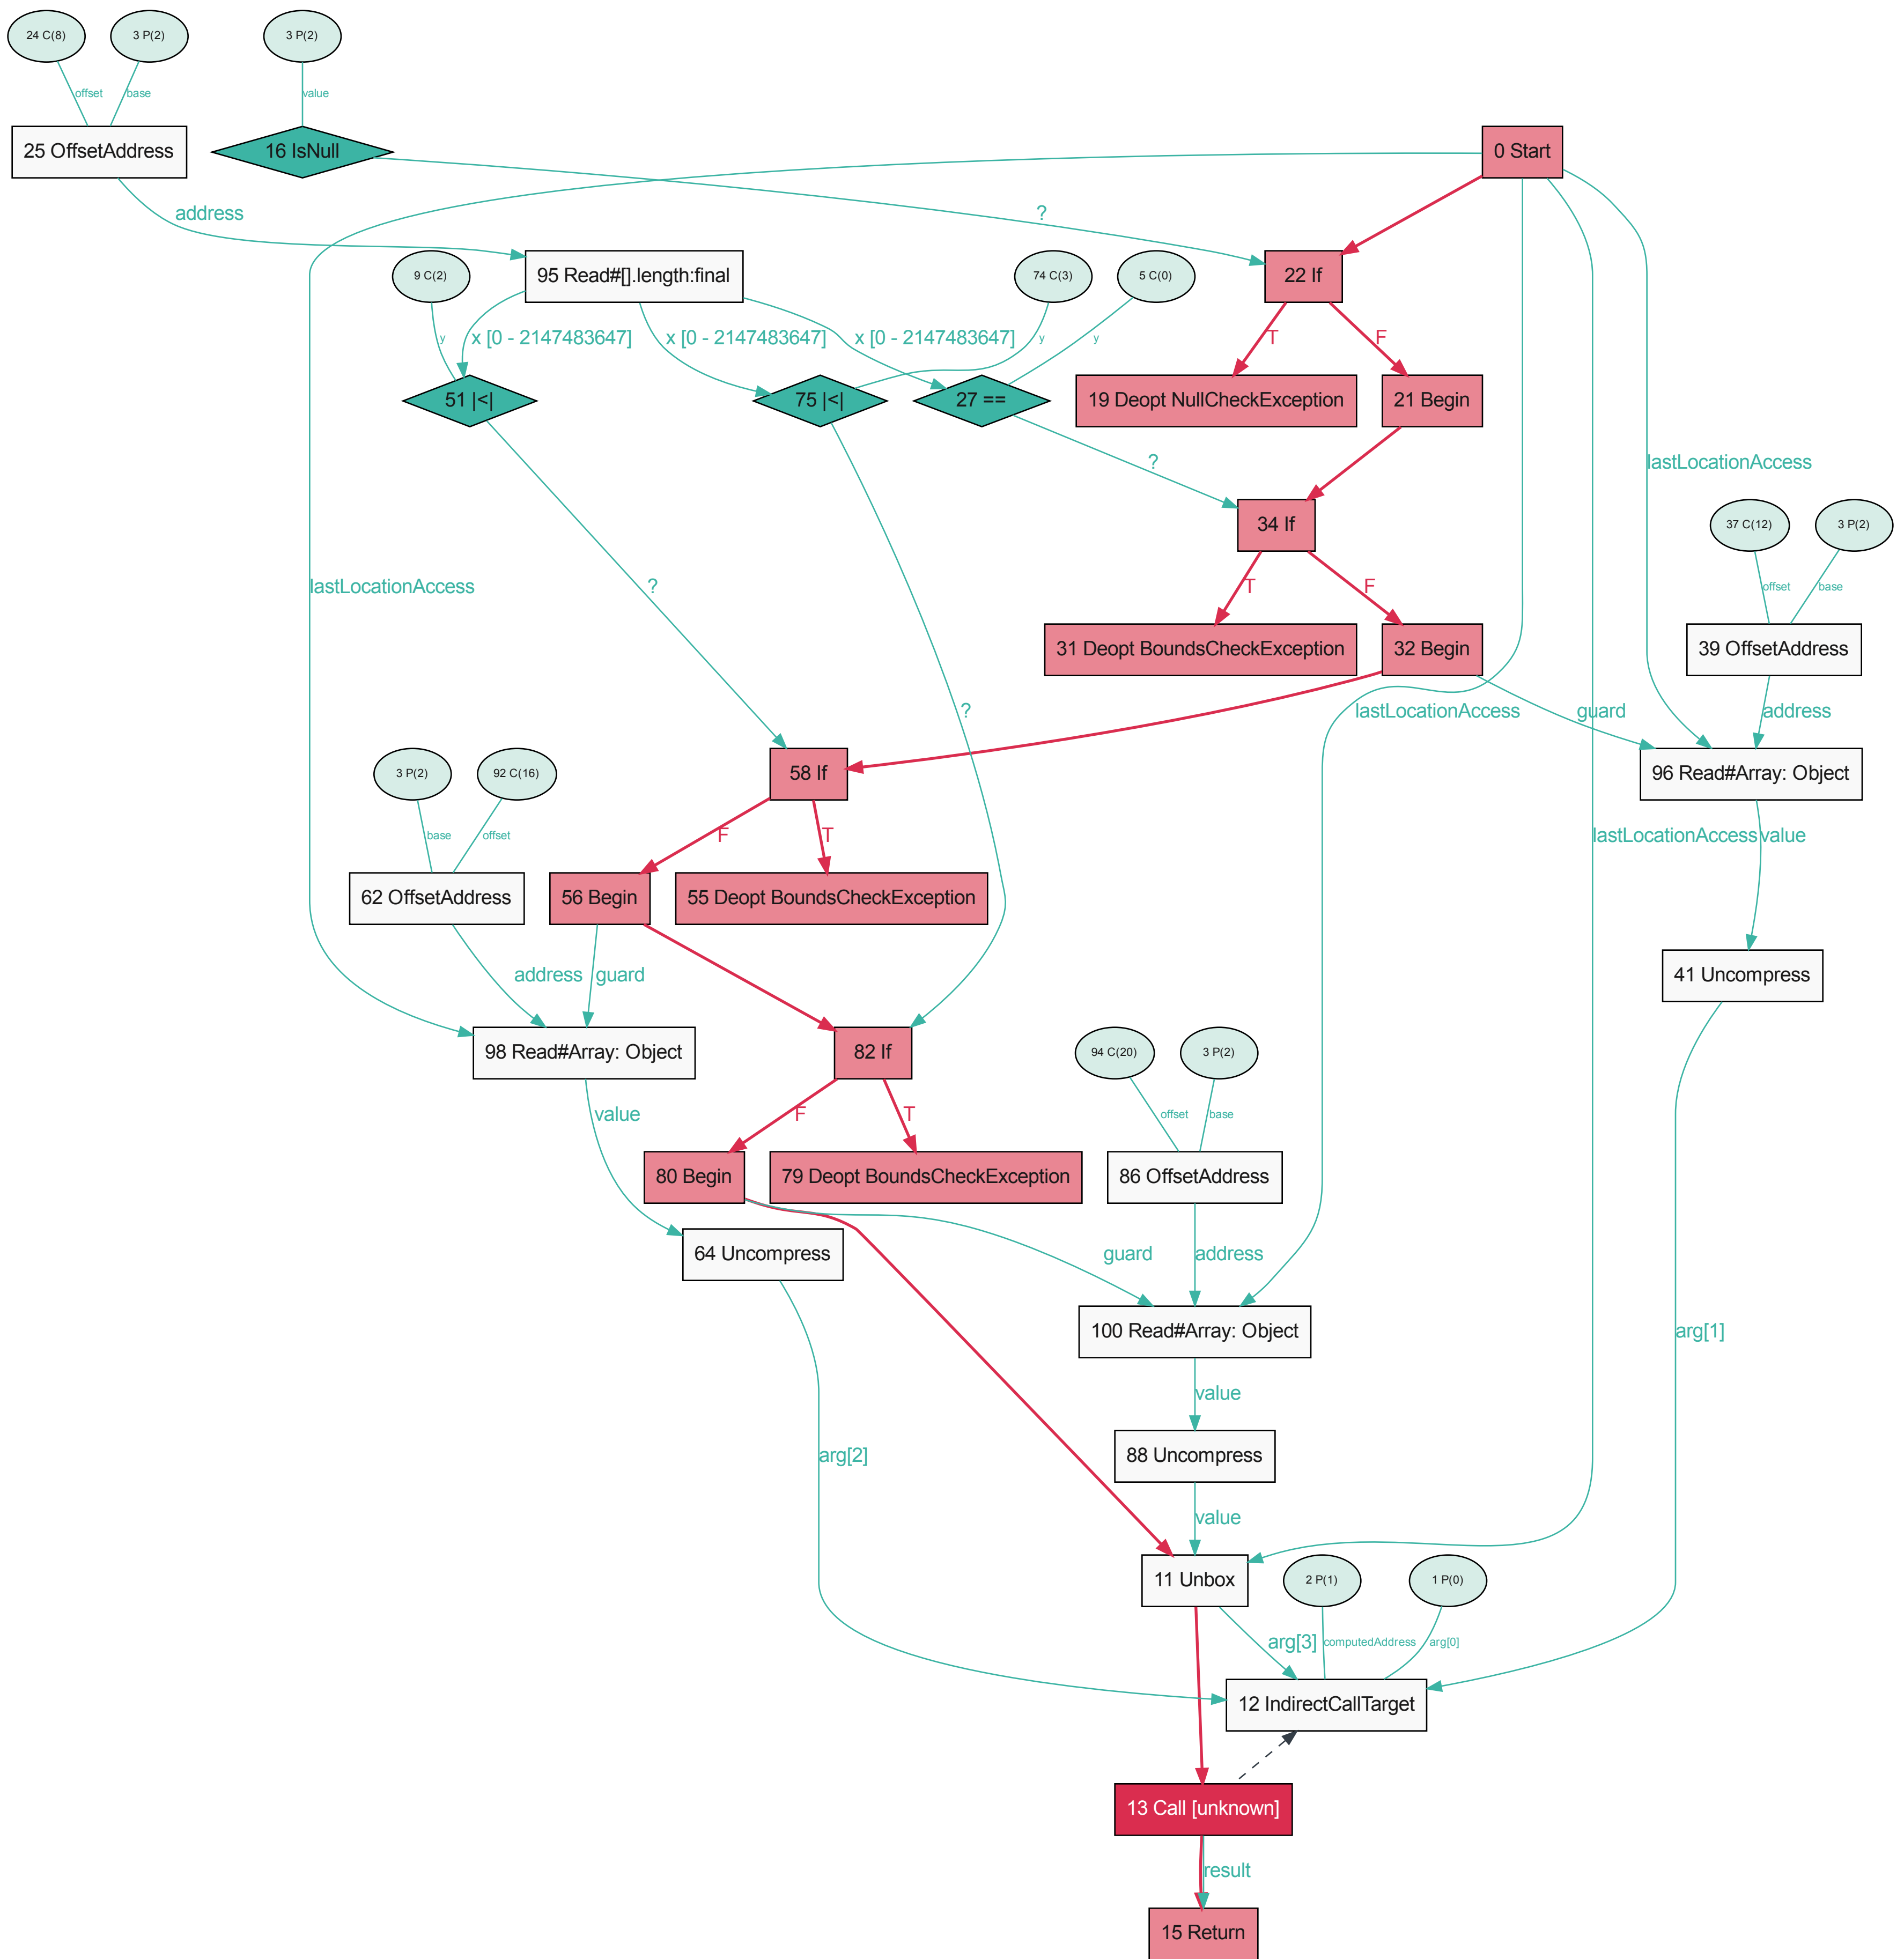 24 C(8)
3 P(2)
3 P(2)
offset
base
value
25 OffsetAddress
16 IsNull
0 Start
address
?
9 C(2)
95 Read#[].length:final
74 C(3)
5 C(0)
22 If
y
x [0 - 2147483647]
x [0 - 2147483647]
x [0 - 2147483647]
y
y
T
F
51 |<|
75 |<|
27 ==
19 Deopt NullCheckException
21 Begin
?
lastLocationAccess
34 If
37 C(12)
3 P(2)
lastLocationAccess
?
T
F
offset
base
31 Deopt BoundsCheckException
32 Begin
39 OffsetAddress
?
lastLocationAccess
guard
address
3 P(2)
92 C(16)
58 If
96 Read#Array: Object
base
offset
F
T
lastLocationAccess
value
62 OffsetAddress
56 Begin
55 Deopt BoundsCheckException
address
guard
41 Uncompress
98 Read#Array: Object
82 If
94 C(20)
3 P(2)
value
F
T
offset
base
80 Begin
79 Deopt BoundsCheckException
86 OffsetAddress
64 Uncompress
guard
address
100 Read#Array: Object
arg[1]
value
arg[2]
88 Uncompress
value
11 Unbox
2 P(1)
1 P(0)
arg[3]
computedAddress
arg[0]
12 IndirectCallTarget
13 Call [unknown]
result
15 Return